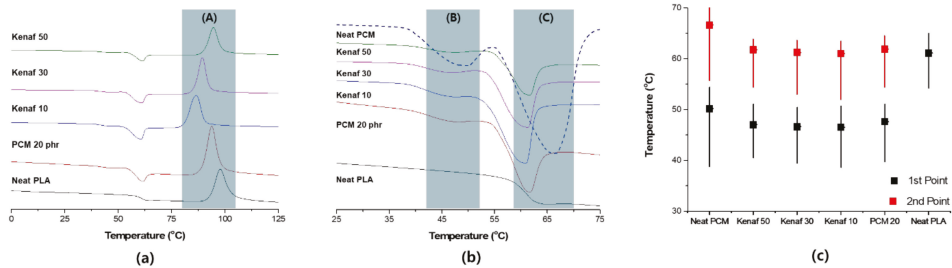 (A)
Kenaf 50
Kenaf 30
Kenaf 10
PCM 20 phr
Neat PLA
0 25 50 75 100 125
Temperature (°C)
(a)
(B) (C)
Neat PCM
Kenaf 50
Kenaf 30
Kenaf 10
PCM 20 phr
Neat PLA
25 35 45 55 65 75
Temperature (°C)
(b)
70
60
50
40
30
Temperature (°C)
1st Point
2nd Point
Neat PCM Kenaf 50 Kenaf 30 Kenaf 10 PCM 20 Neat PLA
(c)